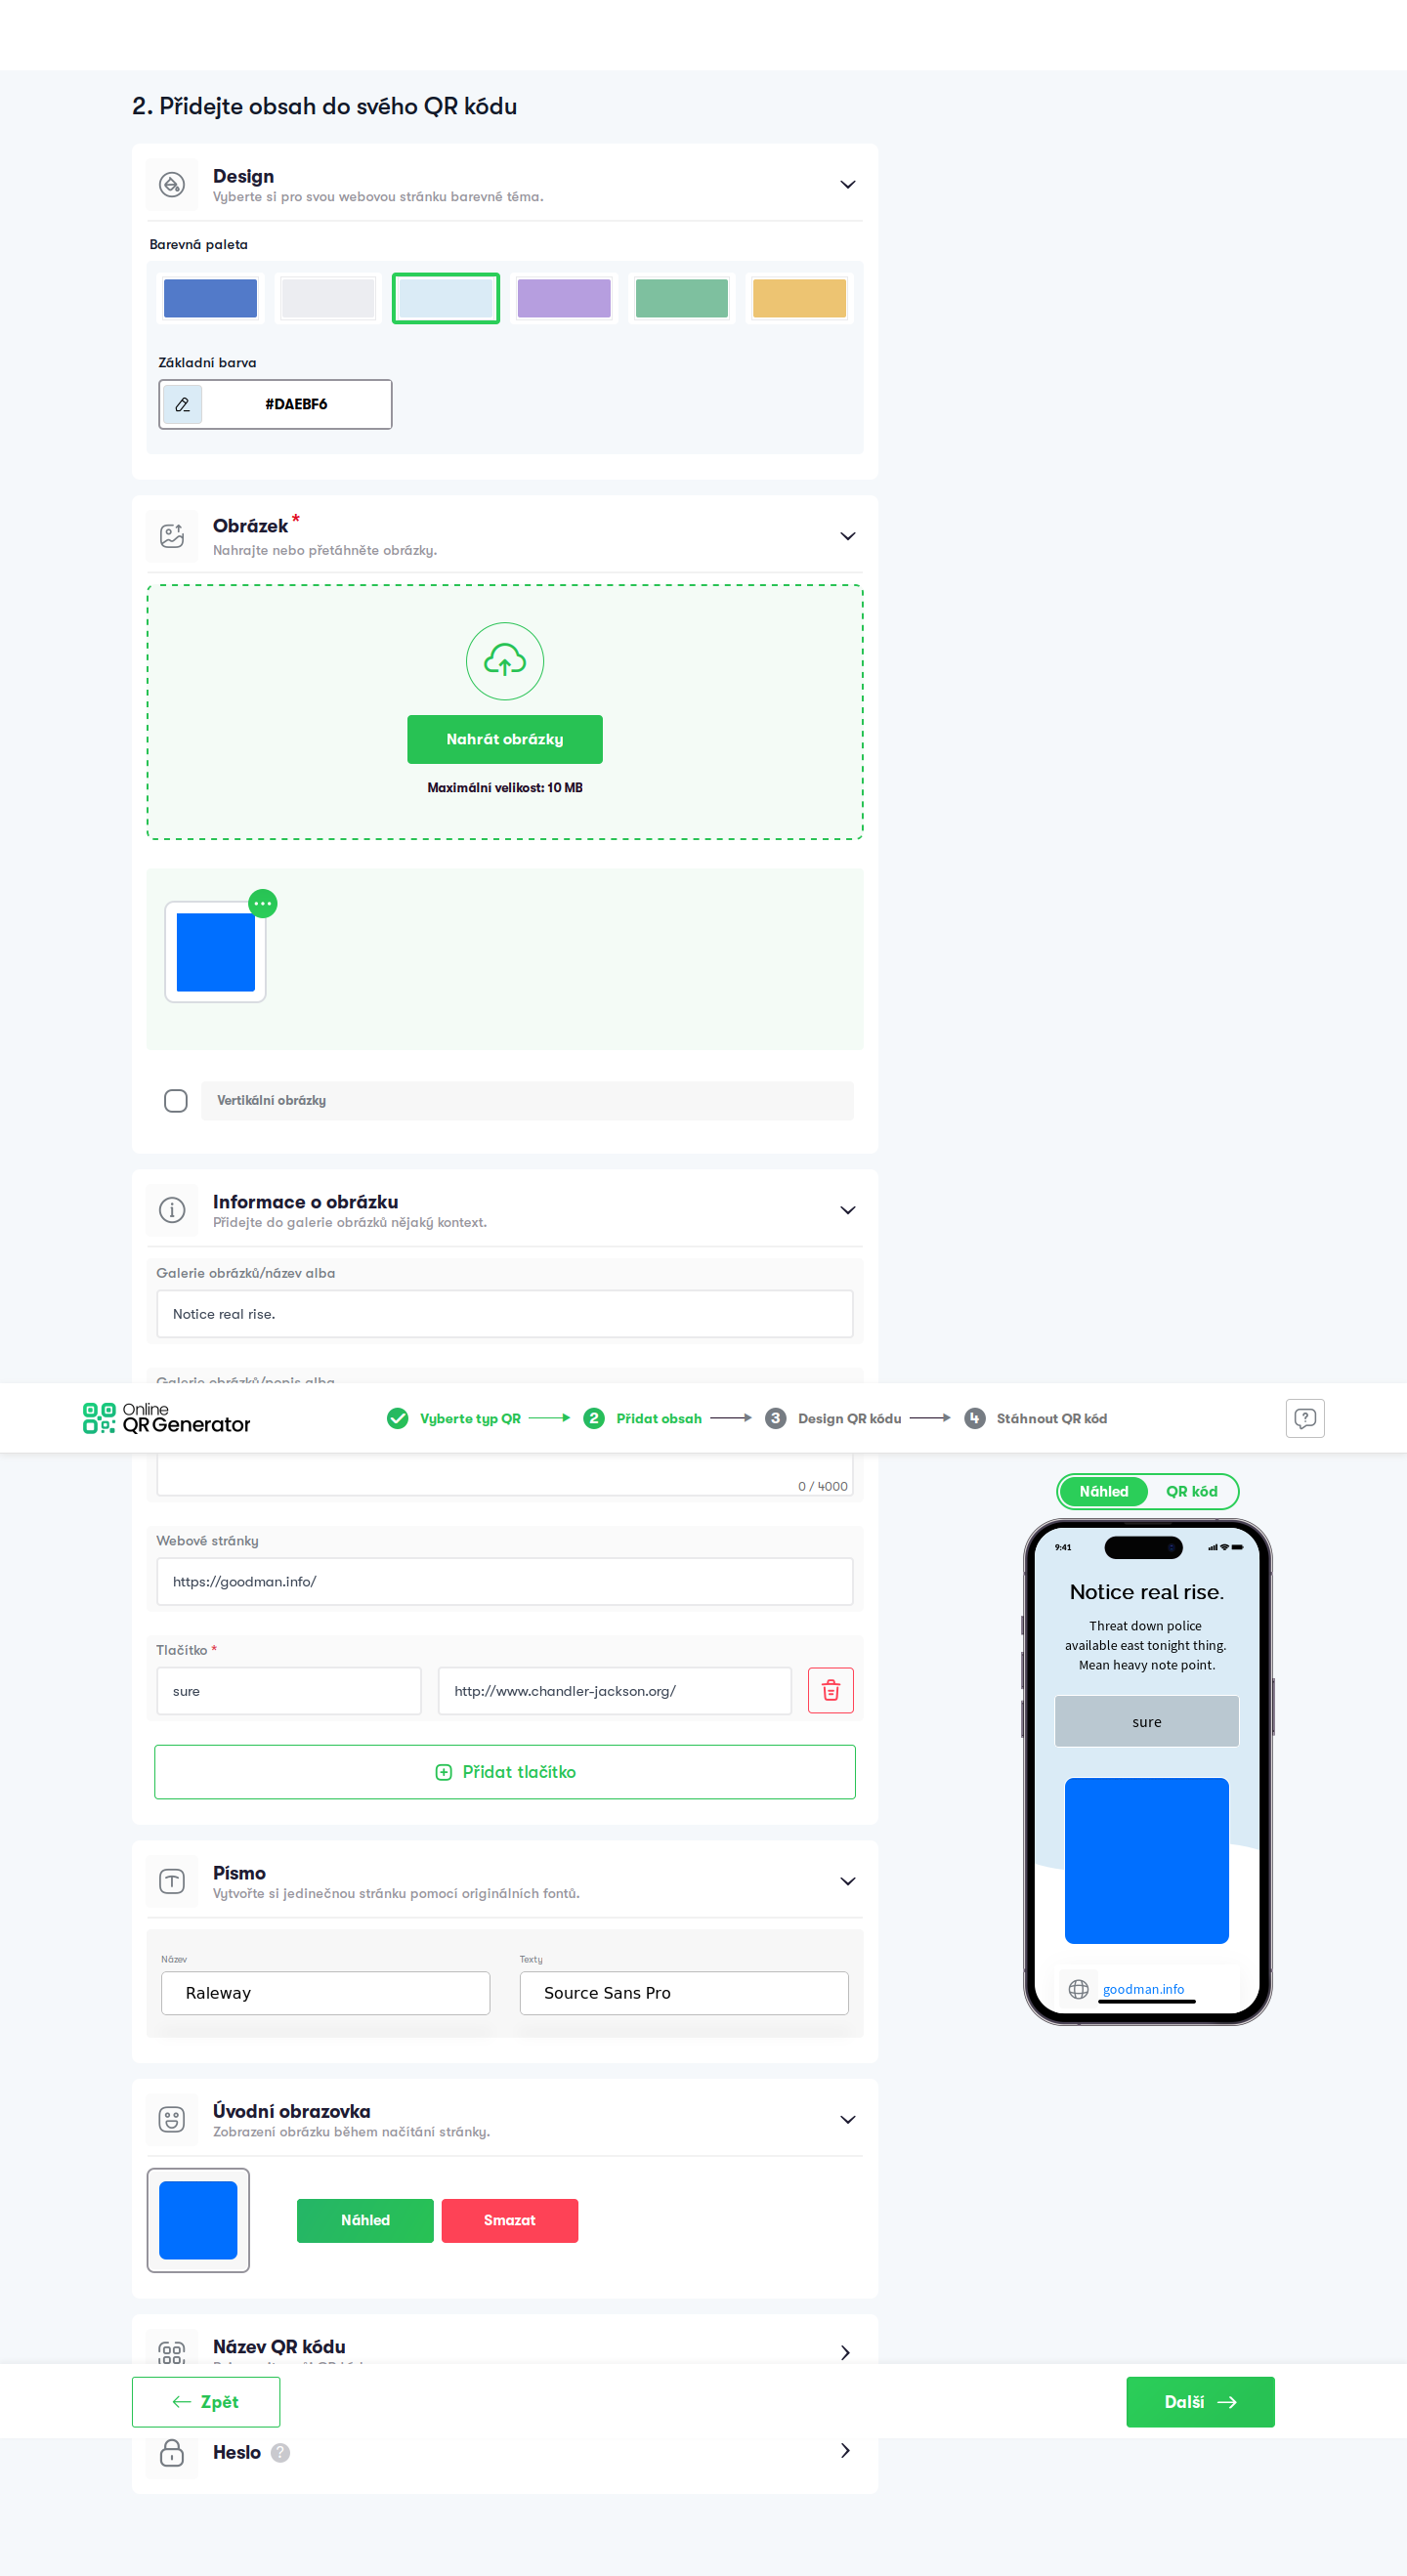 2. Přidejte obsah do svého QR kódu
Design
Vyberte si pro svou webovou stránku barevné téma.
Barevná paleta
Základní barva
#DAEBF6
Obrázek *
Nahrajte nebo přetáhněte obrázky.
Nahrát obrázky
Maximální velikost: 10 MB
Vertikální obrázky
Informace o obrázku
Přidejte do galerie obrázků nějaký kontext.
Galerie obrázků/název alba
Notice real rise.
Galerie obrázků/popis alba
Online
QR Generator
Vyberte typ QR
2 Přidat obsah
3 Design QR kódu
4 Stáhnout QR kód
0 / 4000
Webové stránky
https://goodman.info/
Tlačítko *
sure
http://www.chandler-jackson.org/
Přidat tlačítko
Náhled
QR kód
9:41
Notice real rise.
Threat down police
available east tonight thing.
Mean heavy note point.
sure
goodman.info
Písmo
Vytvořte si jedinečnou stránku pomocí originálních fontů.
Název
Raleway
Texty
Source Sans Pro
Úvodní obrazovka
Zobrazení obrázku během načítání stránky.
Náhled
Smazat
Název QR kódu
Zpět
Další
Heslo ?